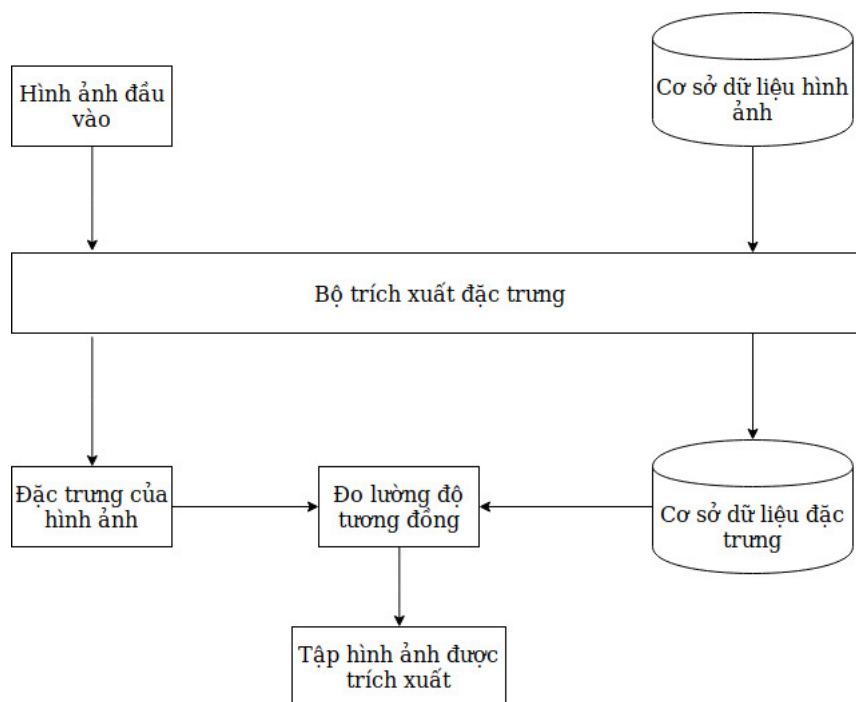 Hình ảnh đầu
vào
Cơ sở dữ liệu hình
ảnh
Bộ trích xuất đặc trưng
Đặc trưng của
hình ảnh
Đo lường độ
tương đồng
Cơ sở dữ liệu đặc
trưng
Tập hình ảnh được
trích xuất